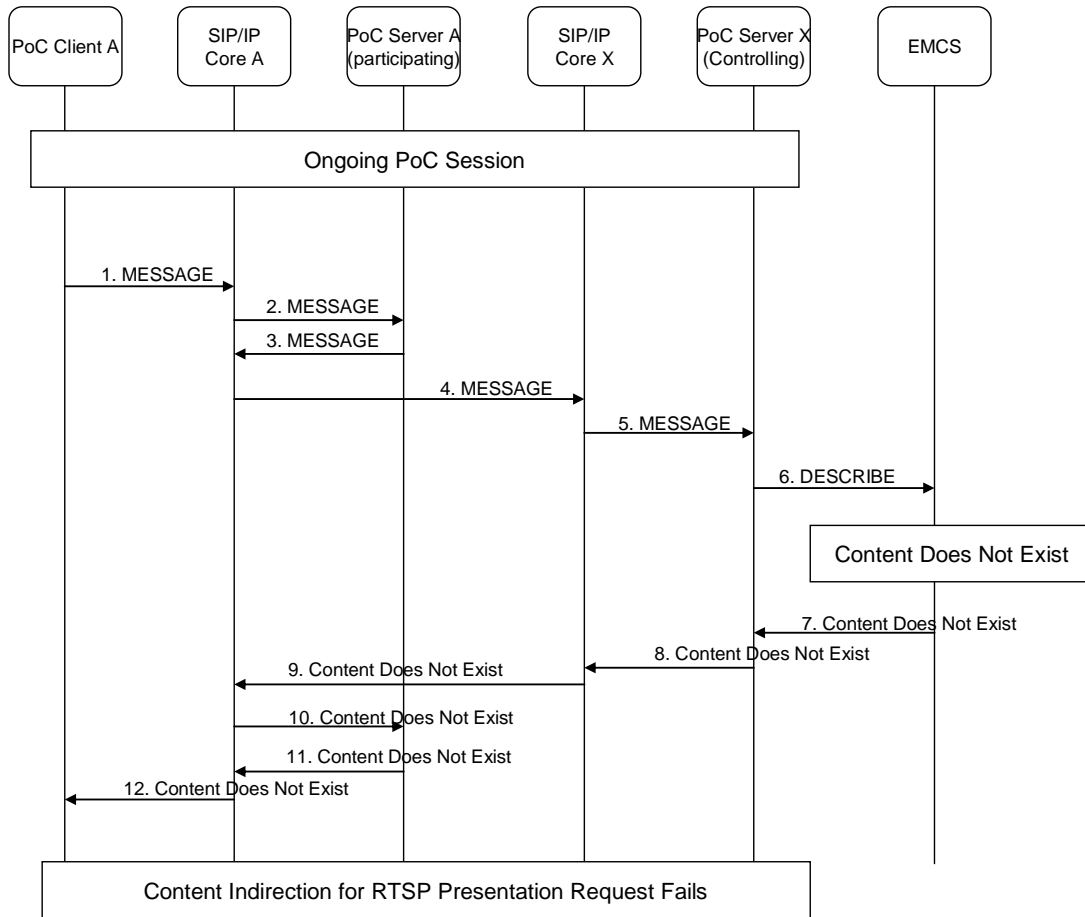 PoC Client A
SIP/IP
Core A
PoC Server A
(participating)
SIP/IP
Core X
PoC Server X
(Controlling)
EMCS
Ongoing PoC Session
1. MESSAGE
2. MESSAGE
3. MESSAGE
4. MESSAGE
5. MESSAGE
6. DESCRIBE
Content Does Not Exist
7. Content Does Not Exist
8. Content Does Not Exist
9. Content Does Not Exist
10. Content Does Not Exist
11. Content Does Not Exist
12. Content Does Not Exist
Content Indirection for RTSP Presentation Request Fails